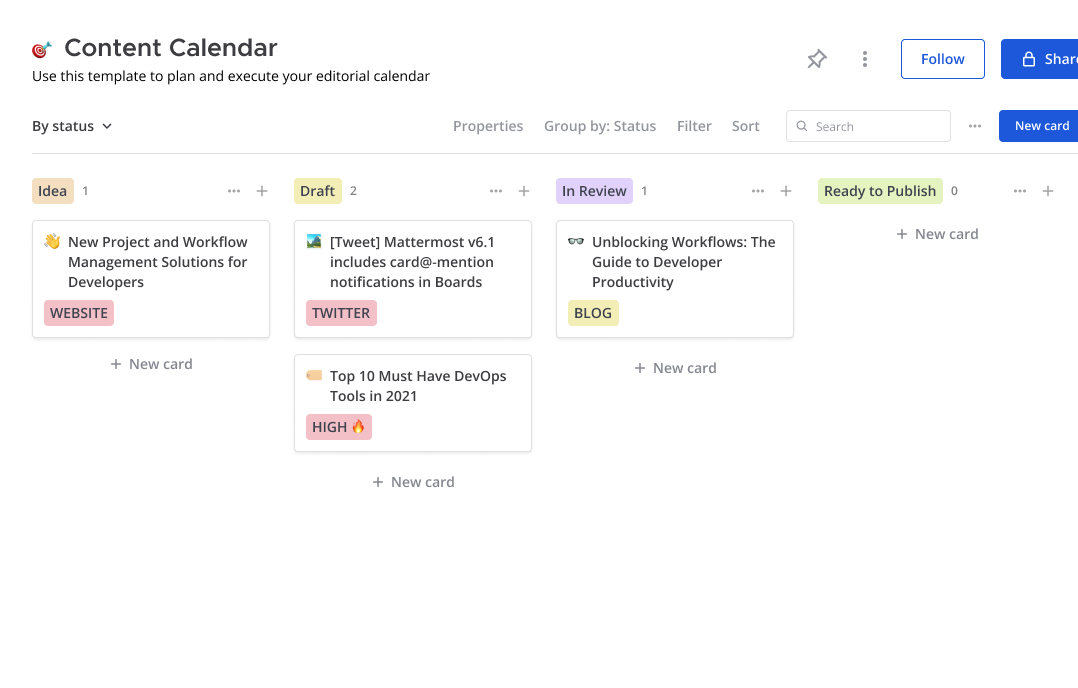 Content Calendar
Use this template to plan and execute your editorial calendar
Follow
Share
By status
Properties
Group by: Status
Filter
Sort
Search
New card
Idea 1
Draft 2
In Review 1
Ready to Publish 0
New Project and Workflow
Management Solutions for
Developers
WEBSITE
+ New card
[Tweet] Mattermost v6.1
includes card@-mention
notifications in Boards
TWITTER
Top 10 Must Have DevOps
Tools in 2021
HIGH 🔥
+ New card
Unblocking Workflows: The
Guide to Developer
Productivity
BLOG
+ New card
+ New card